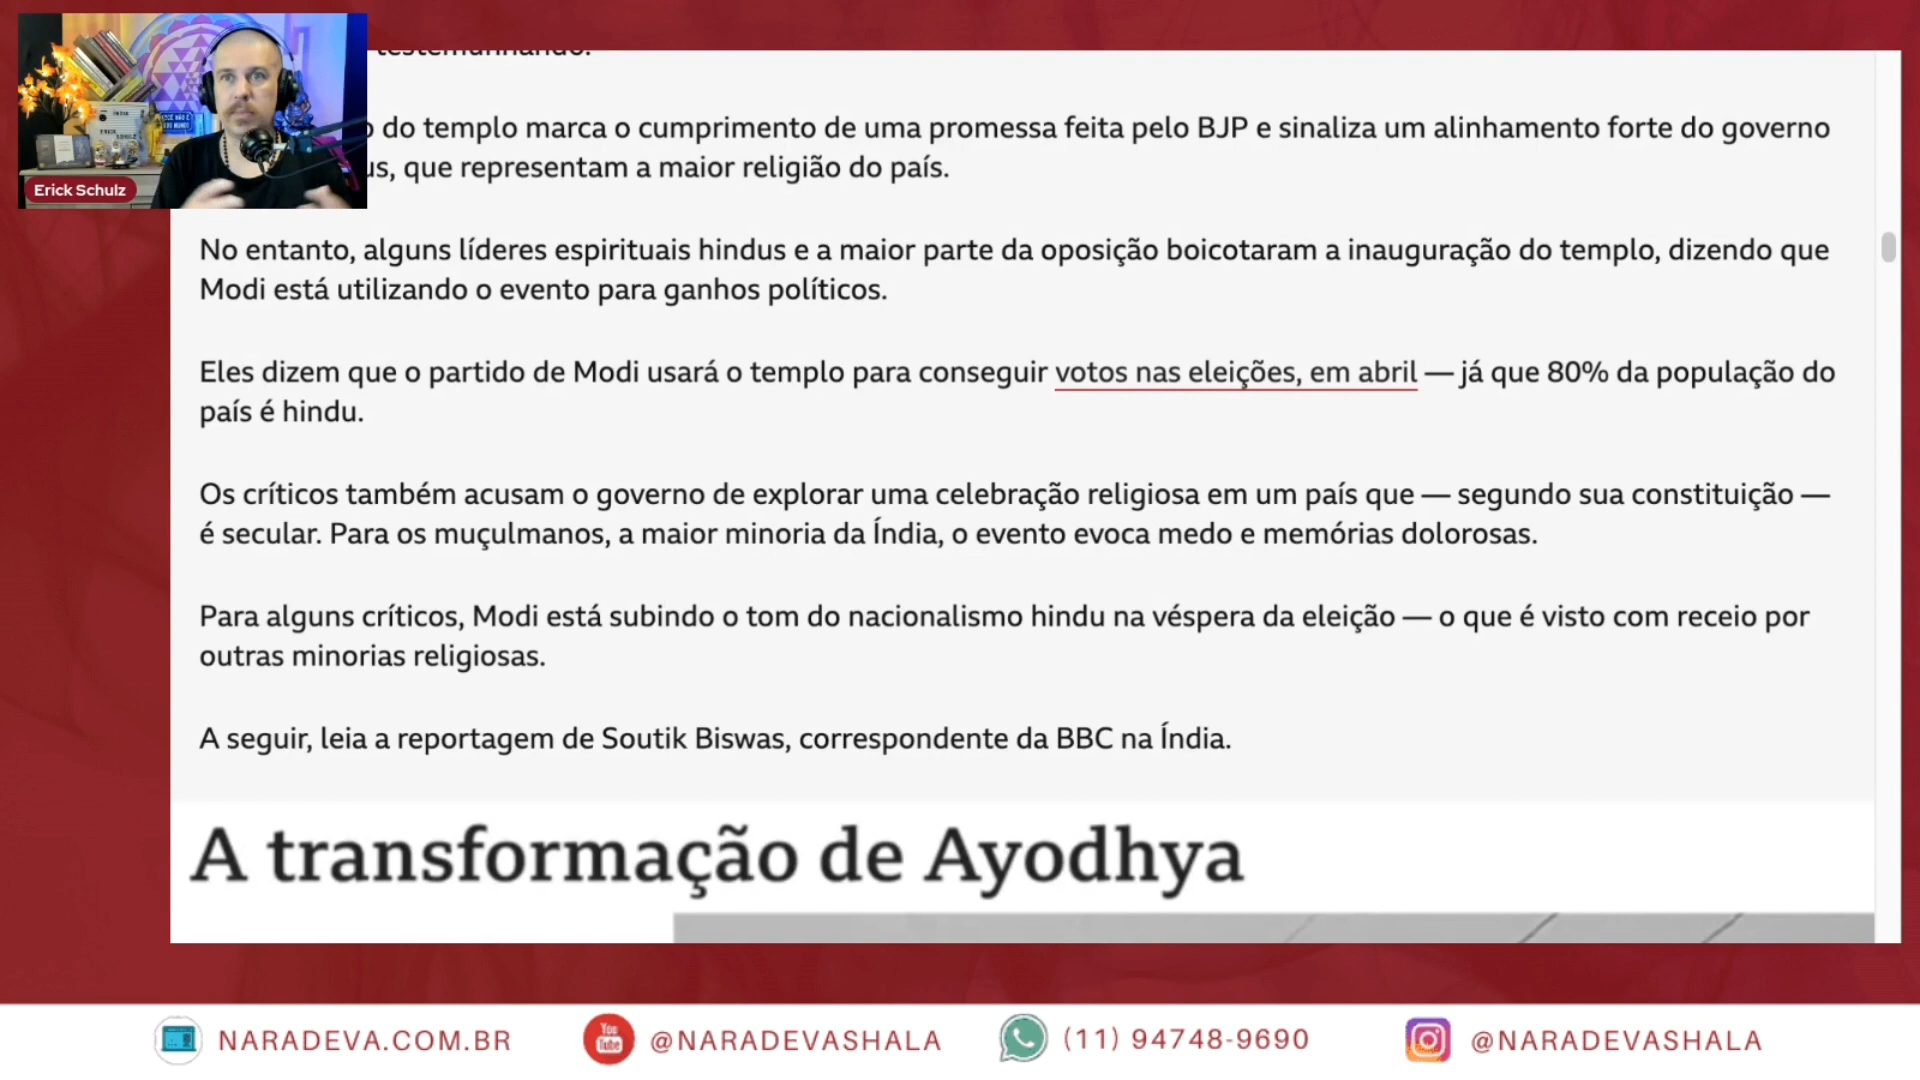 testemunhando.
do templo marca o cumprimento de uma promessa feita pelo BJP e sinaliza um alinhamento forte do governo
us, que representam a maior religião do país.
No entanto, alguns líderes espirituais hindus e a maior parte da oposição boicotaram a inauguração do templo, dizendo que
Modi está utilizando o evento para ganhos políticos.
Eles dizem que o partido de Modi usará o templo para conseguir votos nas eleições, em abril — já que 80% da população do
país é hindu.
Os críticos também acusam o governo de explorar uma celebração religiosa em um país que — segundo sua constituição —
é secular. Para os muçulmanos, a maior minoria da Índia, o evento evoca medo e memórias dolorosas.
Para alguns críticos, Modi está subindo o tom do nacionalismo hindu na véspera da eleição — o que é visto com receio por
outras minorias religiosas.
A seguir, leia a reportagem de Soutik Biswas, correspondente da BBC na Índia.
A transformação de Ayodhya
Erick Schulz
NARADEVA.COM.BR
You
Tube
@NARADEVASHALA
(11) 94748-9690
@NARADEVASHALA